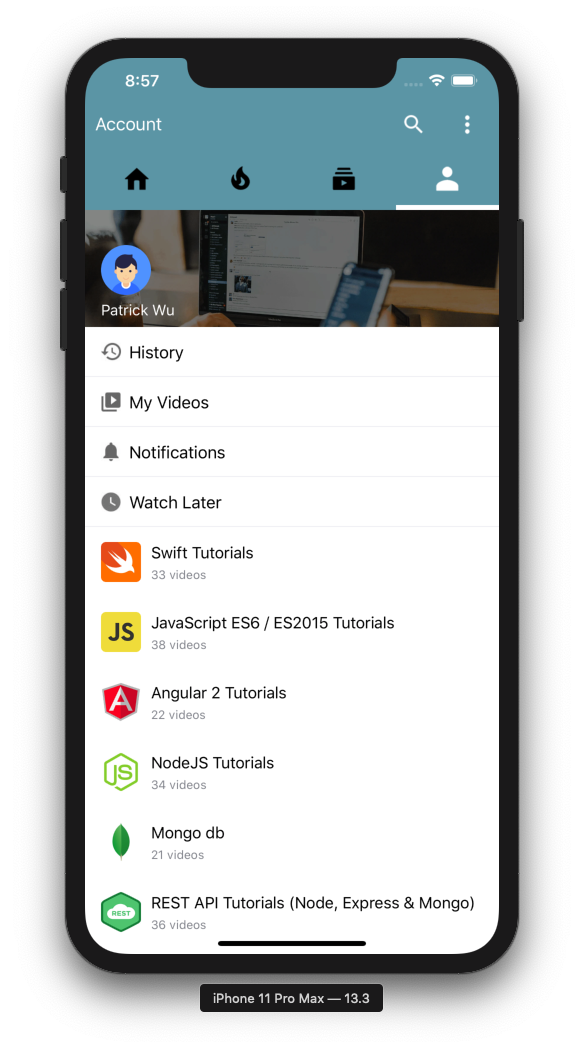 8:57
Account
Patrick Wu
History
My Videos
Notifications
Watch Later
Swift Tutorials
33 videos
JS
JavaScript ES6 / ES2015 Tutorials
38 videos
A
Angular 2 Tutorials
22 videos
JS
NodeJS Tutorials
34 videos
Mongo db
21 videos
REST
REST API Tutorials (Node, Express & Mongo)
36 videos
iPhone 11 Pro Max — 13.3